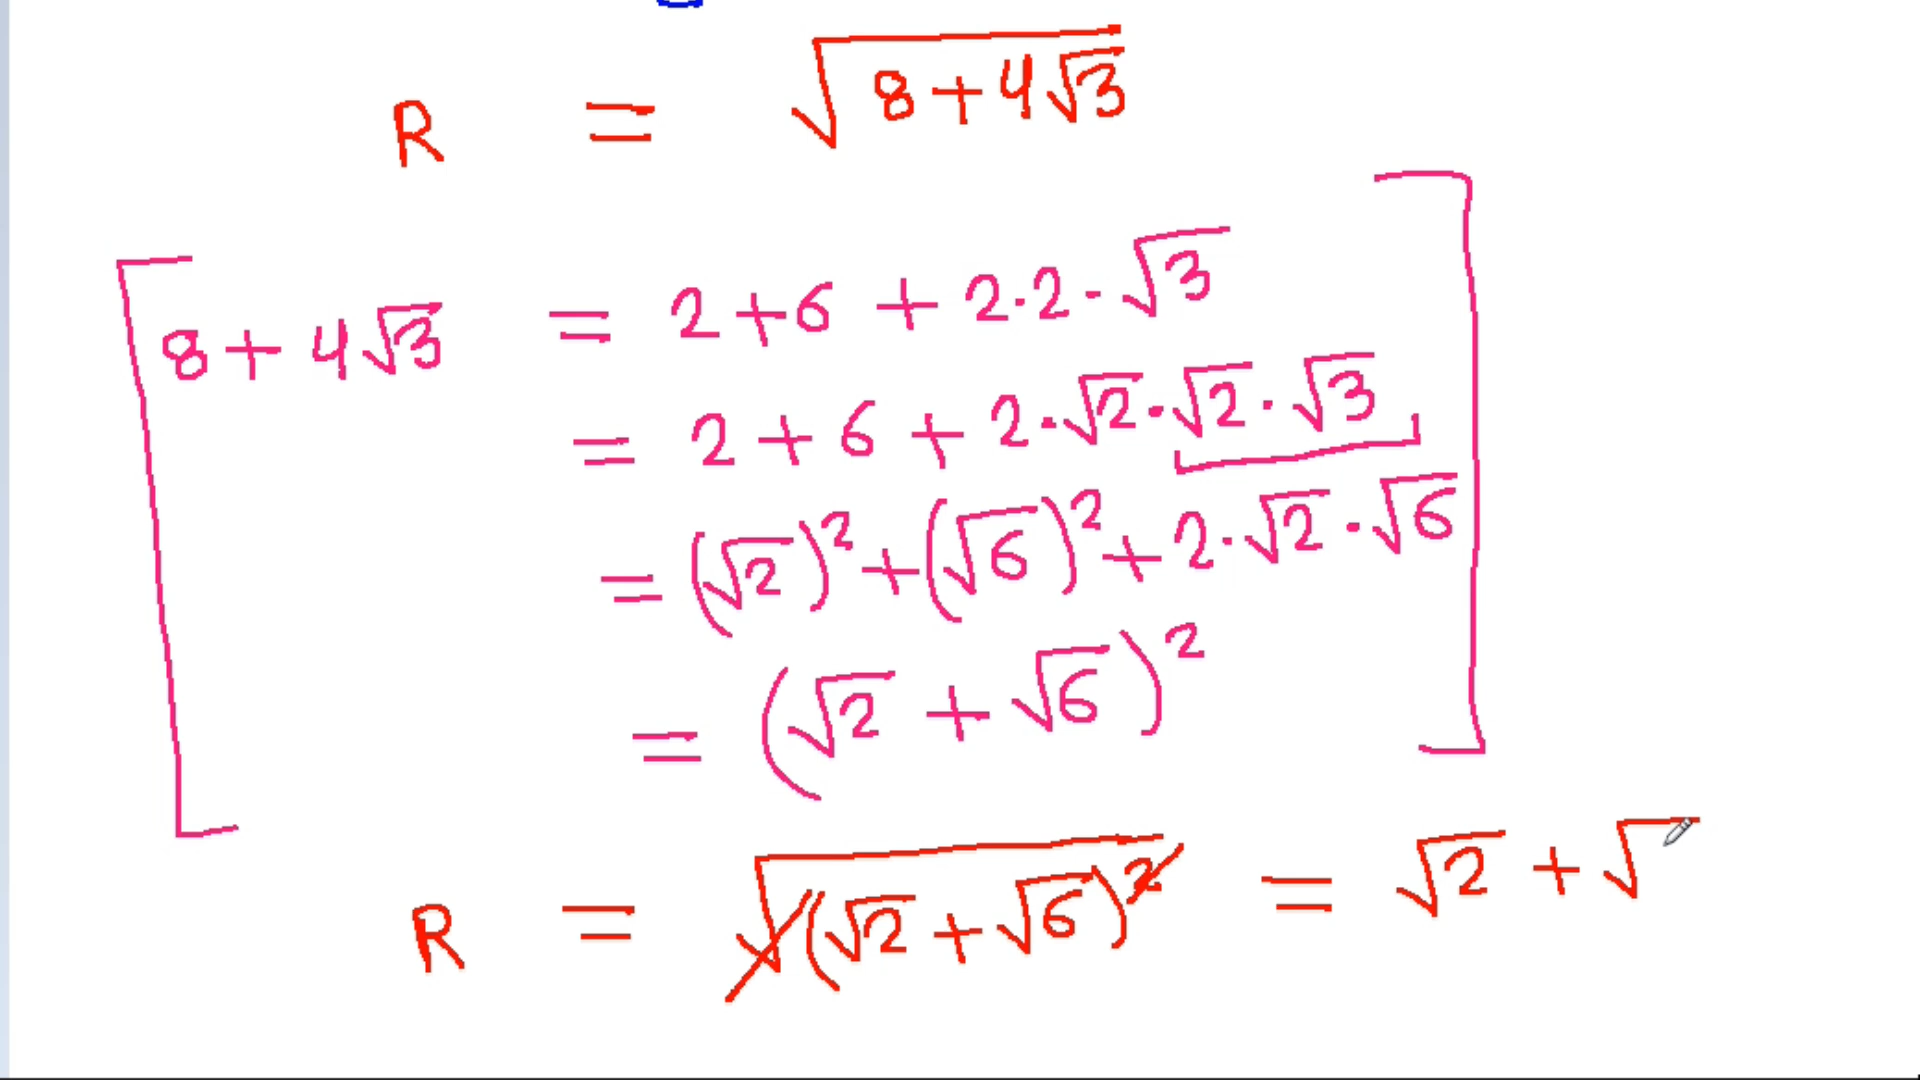 R = √(8+4√3)
8+4√3 = 2+6+2·2·√3
= 2+6+2·√2·√2·√3
= (√2)²+(√6)²+2·√2·√6
= (√2+√6)²
R = √(√2+√6)² = √2+√